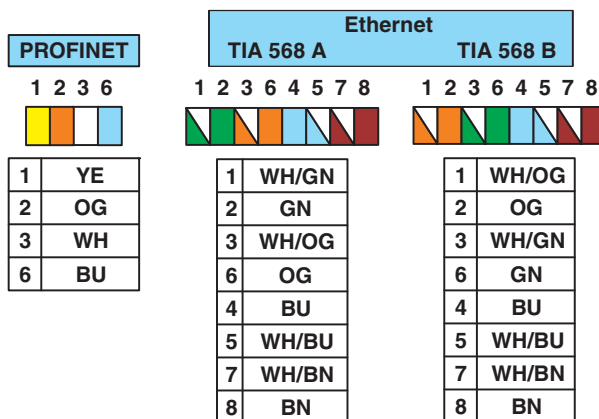 PROFINET
1 2 3 6
1 YE
2 OG
3 WH
6 BU
Ethernet
TIA 568 A TIA 568 B
1 2 3 6 4 5 7 8
1 WH/GN
2 GN
3 WH/OG
6 OG
4 BU
5 WH/BU
7 WH/BN
8 BN
1 2 3 6 4 5 7 8
1 WH/OG
2 OG
3 WH/GN
6 GN
4 BU
5 WH/BU
7 WH/BN
8 BN